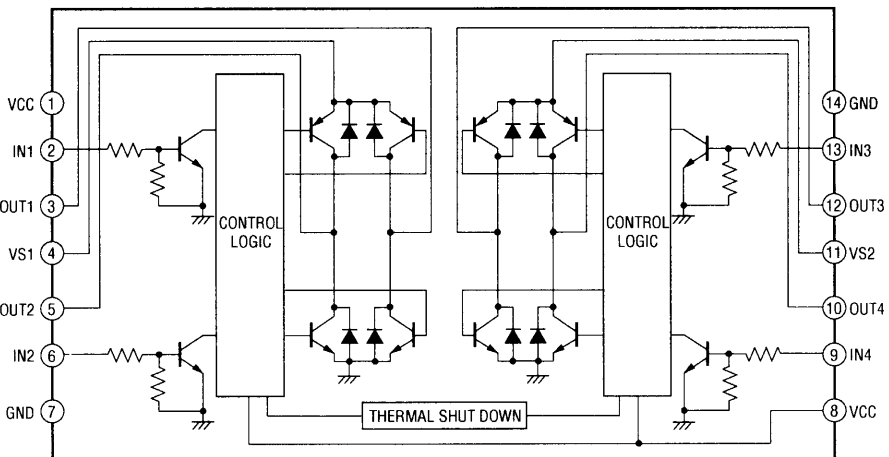 VCC 1
IN1 2
OUT1 3
VS1 4
OUT2 5
IN2 6
GND 7
CONTROL
LOGIC
CONTROL
LOGIC
THERMAL SHUT DOWN
14 GND
13 IN3
12 OUT3
11 VS2
10 OUT4
9 IN4
8 VCC